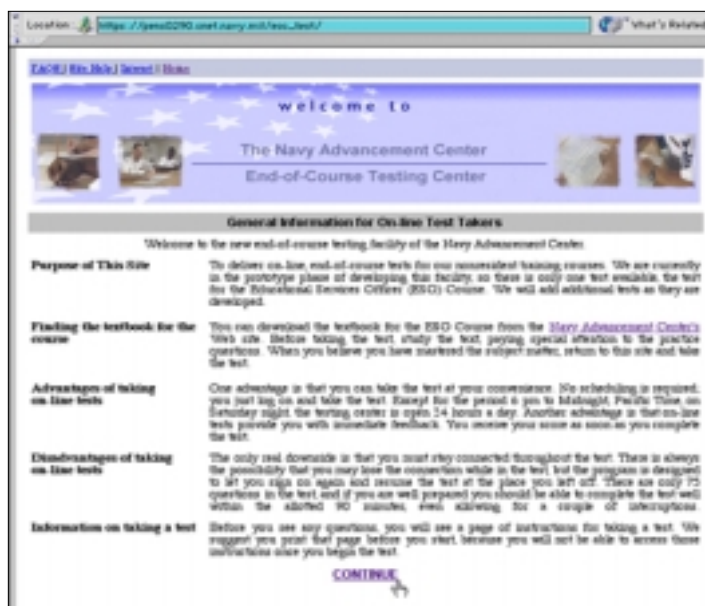 Location: https://pens0290.cnet.navy.mil/eoc_test/ What's Related
FAQS | Site Help | Internet | Home
welcome to
The Navy Advancement Center
End-of-Course Testing Center
General Information for On-line Test Takers
Welcome to the new end-of-course testing facility of the Navy Advancement Center.
Purpose of This Site To deliver on-line, end-of-course tests for our nonresident training courses. We are currently
in the prototype phase of developing this facility, so there is only one test available, the test
for the Educational Services Officer (ESO) Course. We will add additional tests as they are
developed.
Finding the textbook for the You can download the textbook for the ESO Course from the Navy Advancement Center's
course Web site. Before taking the test, study the text, paying special attention to the practice
questions. When you believe you have mastered the subject matter, return to this site and take
the test.
Advantages of taking One advantage is that you can take the test at your convenience. No scheduling is required;
on-line tests you just log on and take the test. Except for the period 6 pm to Midnight, Pacific Time, on
Saturday night, the testing center is open 24 hours a day. Another advantage is that on-line
tests provide you with immediate feedback. You receive your score as soon as you complete
the test.
Disadvantages of taking The only real downside is that you must stay connected throughout the test. There is always
on-line tests the possibility that you may lose the connection while in the test, but the program is designed
to let you sign on again and resume the test at the place you left off. There are only 75
questions in the test, and if you are well prepared you should be able to complete the test well
within the allotted 90 minutes, even allowing for a couple of interruptions.
Information on taking a test Before you see any questions, you will see a page of instructions for taking a test. We
suggest you print that page before you start, because you will not be able to access those
instructions once you begin the test.
CONTINUE